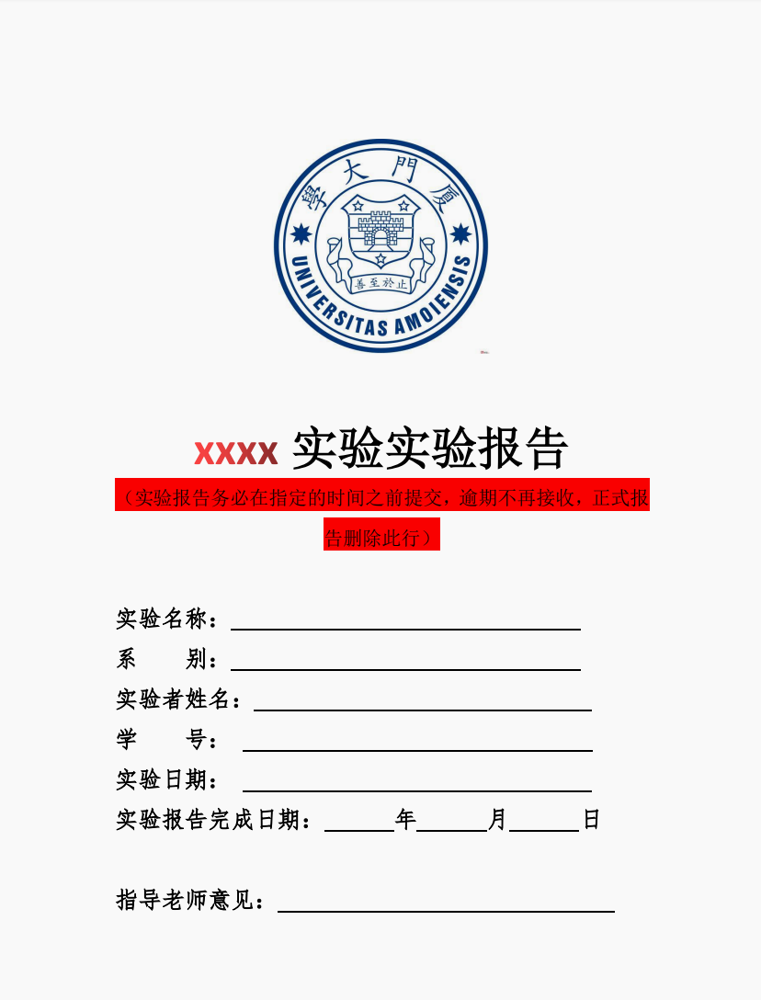 厦門大學
UNIVERSITAS AMOIENSIS
止於至善
xxxx 实验实验报告
（实验报告务必在指定的时间之前提交，逾期不再接收，正式报
告删除此行）
实验名称：
系 别：
实验者姓名：
学 号：
实验日期：
实验报告完成日期： 年 月 日
指导老师意见：